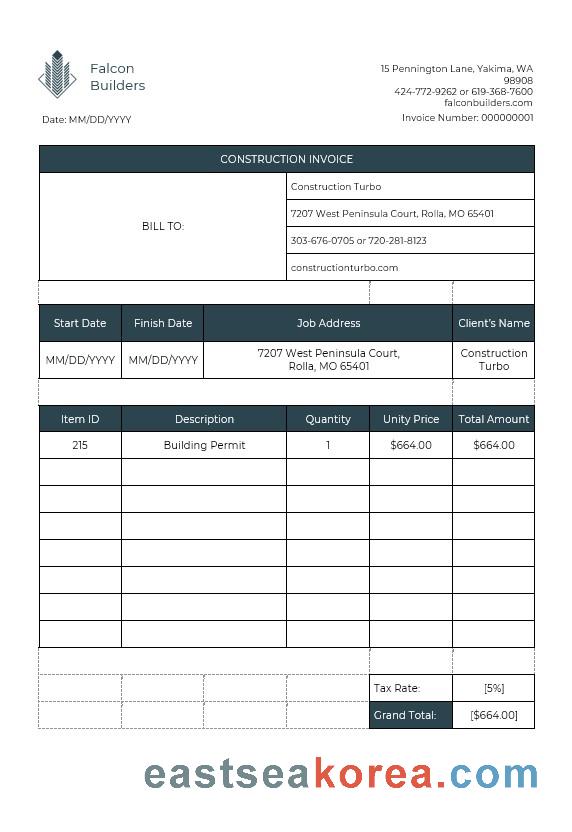 Falcon
Builders
15 Pennington Lane, Yakima, WA
98908
424-772-9262 or 619-368-7600
falconbuilders.com
Date: MM/DD/YYYY
Invoice Number: 000000001
CONSTRUCTION INVOICE
BILL TO:
Construction Turbo
7207 West Peninsula Court, Rolla, MO 65401
303-676-0705 or 720-281-8123
constructionturbo.com
Start Date Finish Date Job Address Client's Name
MM/DD/YYYY MM/DD/YYYY 7207 West Peninsula Court, Construction
Rolla, MO 65401 Turbo
Item ID Description Quantity Unity Price Total Amount
215 Building Permit 1 $664.00 $664.00
Tax Rate: [5%]
Grand Total: [$664.00]
eastseakorea.com